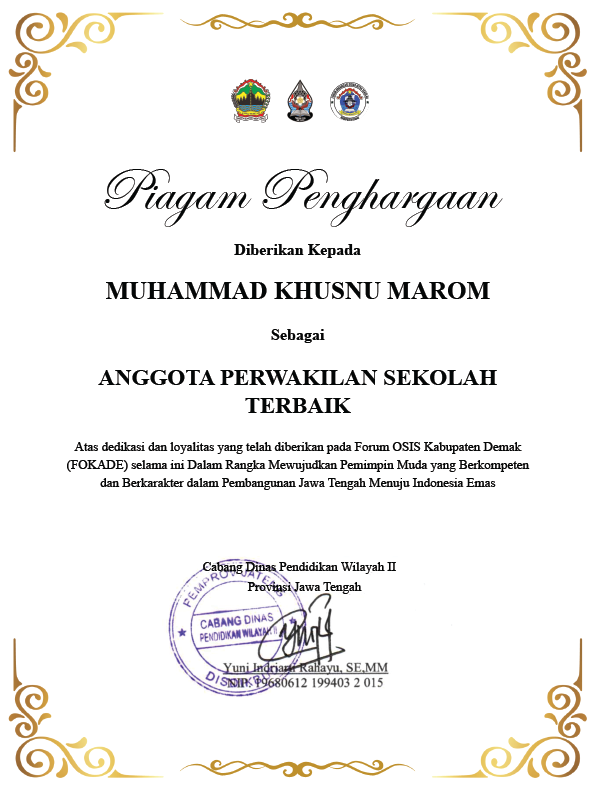 Piagam Penghargaan
Diberikan Kepada
MUHAMMAD KHUSNU MAROM
Sebagai
ANGGOTA PERWAKILAN SEKOLAH
TERBAIK
Atas dedikasi dan loyalitas yang telah diberikan pada Forum OSIS Kabupaten Demak
(FOKADE) selama ini Dalam Rangka Mewujudkan Pemimpin Muda yang Berkompeten
dan Berkarakter dalam Pembangunan Jawa Tengah Menuju Indonesia Emas
Cabang Dinas Pendidikan Wilayah II
Provinsi Jawa Tengah
PEMPROV JATENG
CABANG DINAS
PENDIDIKAN WILAYAH II
Yuni Indriani Rahayu, SE,MM
NIP. 19680612 199403 2 015